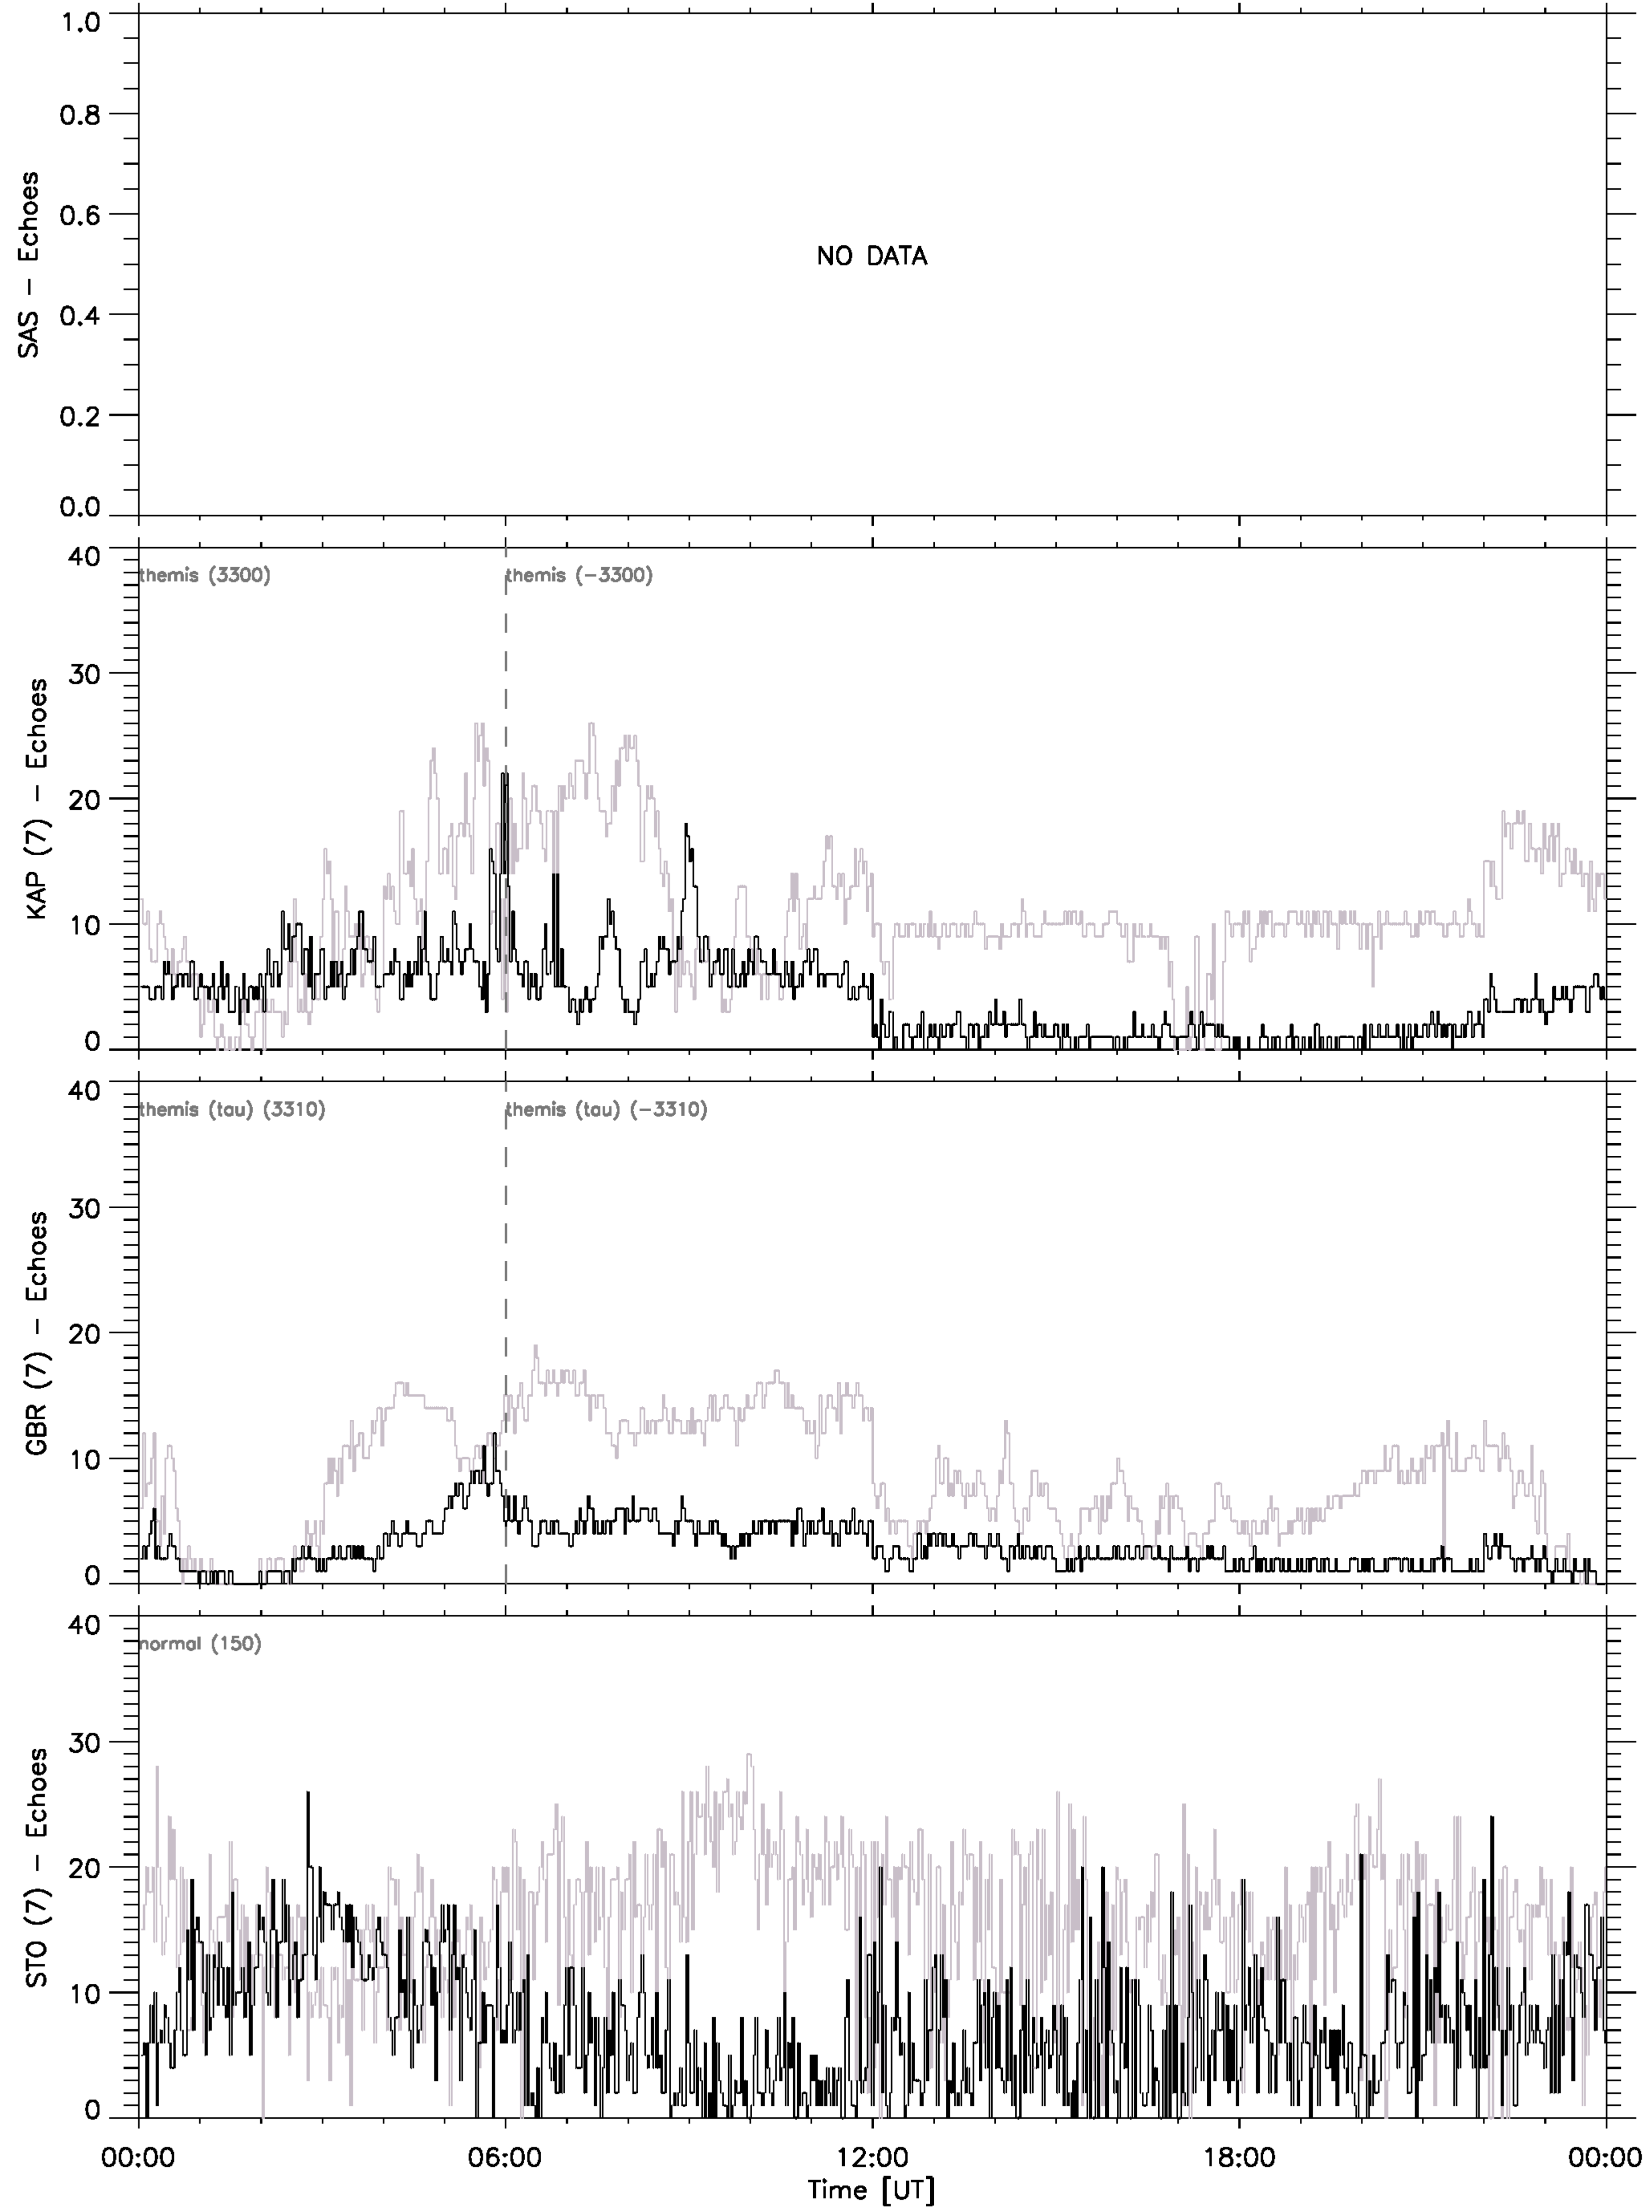 1.0
0.8
0.6
0.4
0.2
0.0
SAS – Echoes
NO DATA
40
30
20
10
0
KAP (7) – Echoes
themis (3300)
themis (-3300)
40
30
20
10
0
GBR (7) – Echoes
themis (tau) (3310)
themis (tau) (-3310)
40
30
20
10
0
STO (7) – Echoes
normal (150)
00:00 06:00 12:00 18:00 00:00
Time [UT]